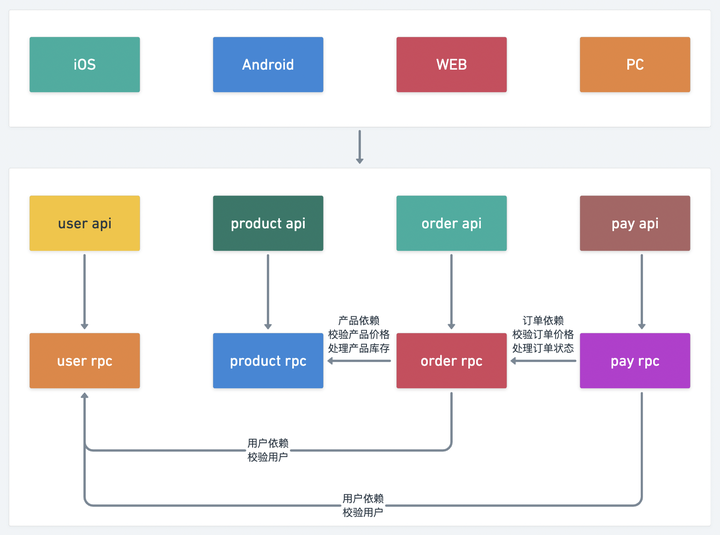 iOS
Android
WEB
PC
user api
product api
order api
pay api
产品依赖
校验产品价格
处理产品库存
订单依赖
校验订单价格
处理订单状态
user rpc
product rpc
order rpc
pay rpc
用户依赖
校验用户
用户依赖
校验用户